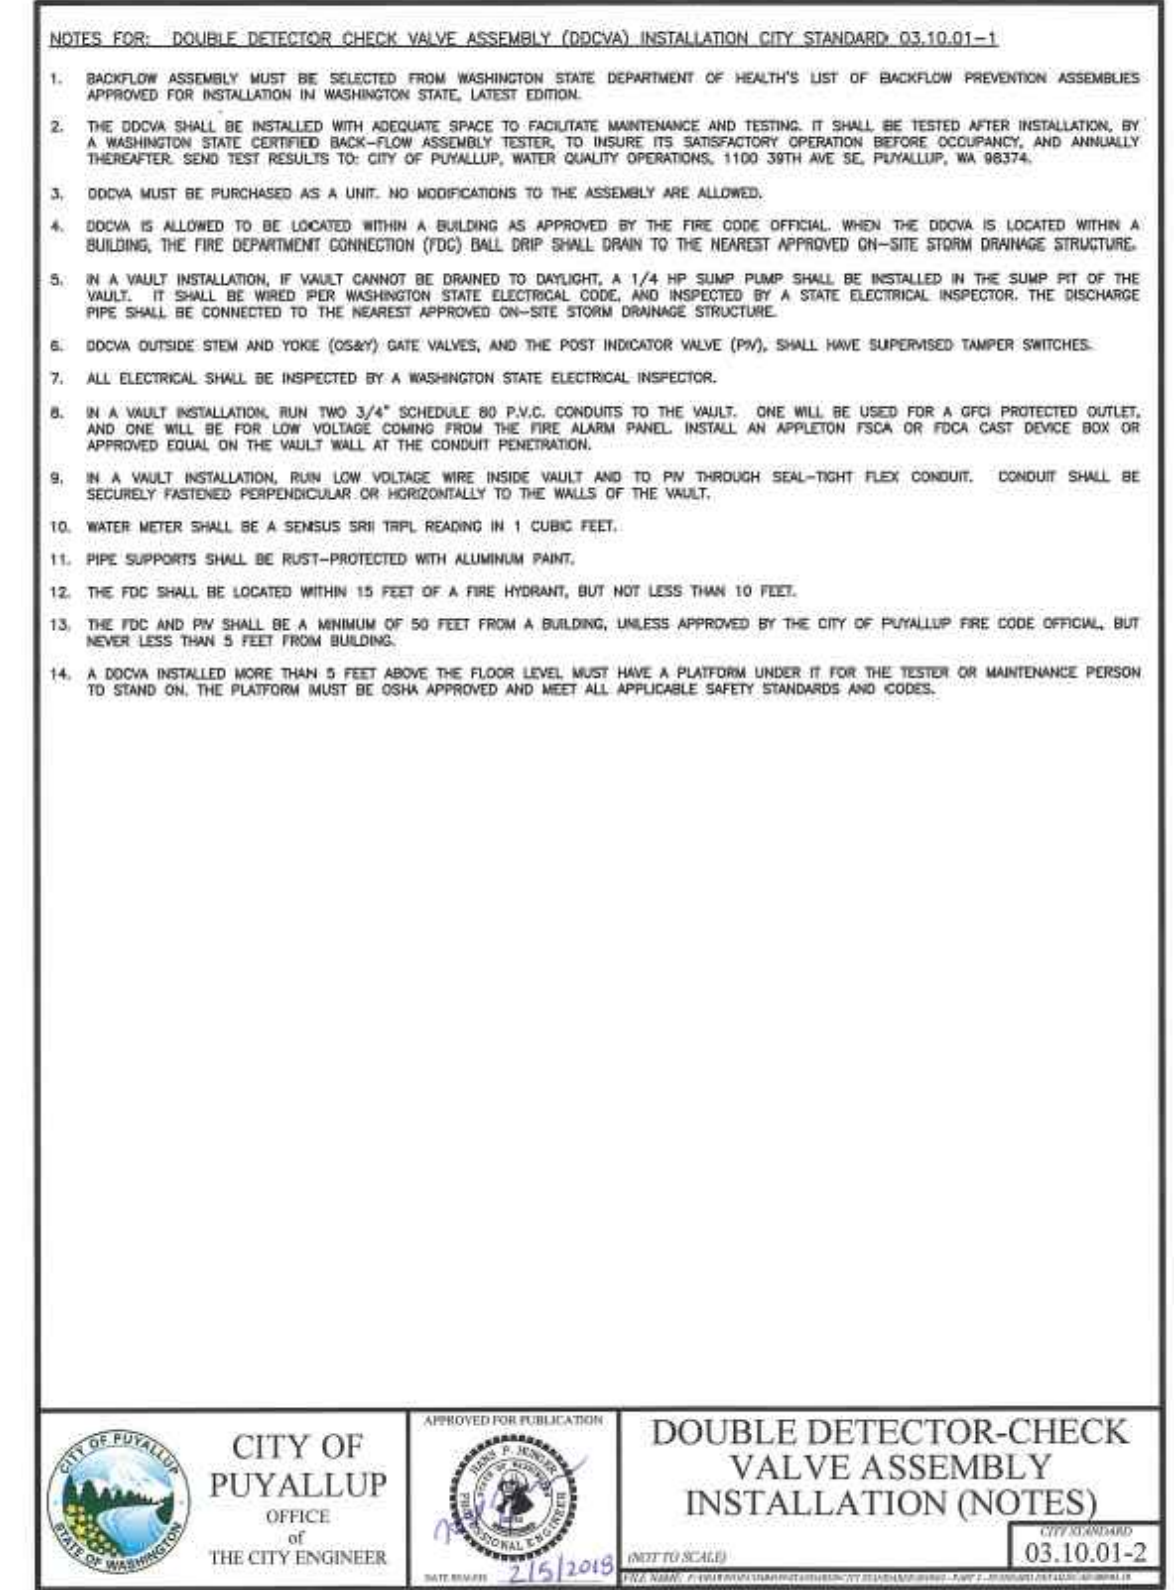 NOTES FOR: DOUBLE DETECTOR CHECK VALVE ASSEMBLY (DDCVA) INSTALLATION CITY STANDARD: 03.10.01-1
1. BACKFLOW ASSEMBLY MUST BE SELECTED FROM WASHINGTON STATE DEPARTMENT OF HEALTH'S LIST OF BACKFLOW PREVENTION ASSEMBLIES
APPROVED FOR INSTALLATION IN WASHINGTON STATE, LATEST EDITION.
2. THE DDCVA SHALL BE INSTALLED WITH ADEQUATE SPACE TO FACILITATE MAINTENANCE AND TESTING. IT SHALL BE TESTED AFTER INSTALLATION, BY
A WASHINGTON STATE CERTIFIED BACK-FLOW ASSEMBLY TESTER, TO INSURE ITS SATISFACTORY OPERATION BEFORE OCCUPANCY, AND ANNUALLY
THEREAFTER. SEND TEST RESULTS TO: CITY OF PUYALLUP, WATER QUALITY OPERATIONS, 1100 39TH AVE SE, PUYALLUP, WA 98374.
3. DDCVA MUST BE PURCHASED AS A UNIT. NO MODIFICATIONS TO THE ASSEMBLY ARE ALLOWED.
4. DDCVA IS ALLOWED TO BE LOCATED WITHIN A BUILDING AS APPROVED BY THE FIRE CODE OFFICIAL. WHEN THE DDCVA IS LOCATED WITHIN A
BUILDING, THE FIRE DEPARTMENT CONNECTION (FDC) BALL DRIP SHALL DRAIN TO THE NEAREST APPROVED ON-SITE STORM DRAINAGE STRUCTURE.
5. IN A VAULT INSTALLATION, IF VAULT CANNOT BE DRAINED TO DAYLIGHT, A 1/4 HP SUMP PUMP SHALL BE INSTALLED IN THE SUMP PIT OF THE
VAULT. IT SHALL BE WIRED PER WASHINGTON STATE ELECTRICAL CODE, AND INSPECTED BY A STATE ELECTRICAL INSPECTOR. THE DISCHARGE
PIPE SHALL BE CONNECTED TO THE NEAREST APPROVED ON-SITE STORM DRAINAGE STRUCTURE.
6. DDCVA OUTSIDE STEM AND YOKE (OS&Y) GATE VALVES, AND THE POST INDICATOR VALVE (PIV), SHALL HAVE SUPERVISED TAMPER SWITCHES.
7. ALL ELECTRICAL SHALL BE INSPECTED BY A WASHINGTON STATE ELECTRICAL INSPECTOR.
8. IN A VAULT INSTALLATION, RUN TWO 3/4" SCHEDULE 80 P.V.C. CONDUITS TO THE VAULT. ONE WILL BE USED FOR A GFCI PROTECTED OUTLET,
AND ONE WILL BE FOR LOW VOLTAGE COMING FROM THE FIRE ALARM PANEL. INSTALL AN APPLETON FSCA OR FDCA CAST DEVICE BOX OR
APPROVED EQUAL ON THE VAULT WALL AT THE CONDUIT PENETRATION.
9. IN A VAULT INSTALLATION, RUN LOW VOLTAGE WIRE INSIDE VAULT AND TO PIV THROUGH SEAL-TIGHT FLEX CONDUIT. CONDUIT SHALL BE
SECURELY FASTENED PERPENDICULAR OR HORIZONTALLY TO THE WALLS OF THE VAULT.
10. WATER METER SHALL BE A SENSUS SRII TRPL READING IN 1 CUBIC FEET.
11. PIPE SUPPORTS SHALL BE RUST-PROTECTED WITH ALUMINUM PAINT.
12. THE FDC SHALL BE LOCATED WITHIN 15 FEET OF A FIRE HYDRANT, BUT NOT LESS THAN 10 FEET.
13. THE FDC AND PIV SHALL BE A MINIMUM OF 50 FEET FROM A BUILDING, UNLESS APPROVED BY THE CITY OF PUYALLUP FIRE CODE OFFICIAL, BUT
NEVER LESS THAN 5 FEET FROM BUILDING.
14. A DDCVA INSTALLED MORE THAN 5 FEET ABOVE THE FLOOR LEVEL MUST HAVE A PLATFORM UNDER IT FOR THE TESTER OR MAINTENANCE PERSON
TO STAND ON. THE PLATFORM MUST BE OSHA APPROVED AND MEET ALL APPLICABLE SAFETY STANDARDS AND CODES.
CITY OF PUYALLUP
STATE OF WASHINGTON
CITY OF
PUYALLUP
OFFICE
of
THE CITY ENGINEER
APPROVED FOR PUBLICATION
HANS P. HUNGER
STATE OF WASHINGTON
PROFESSIONAL ENGINEER
2/5/2018
DOUBLE DETECTOR-CHECK
VALVE ASSEMBLY
INSTALLATION (NOTES)
(NOT TO SCALE)
CITY STANDARD
03.10.01-2
FILE NAME: